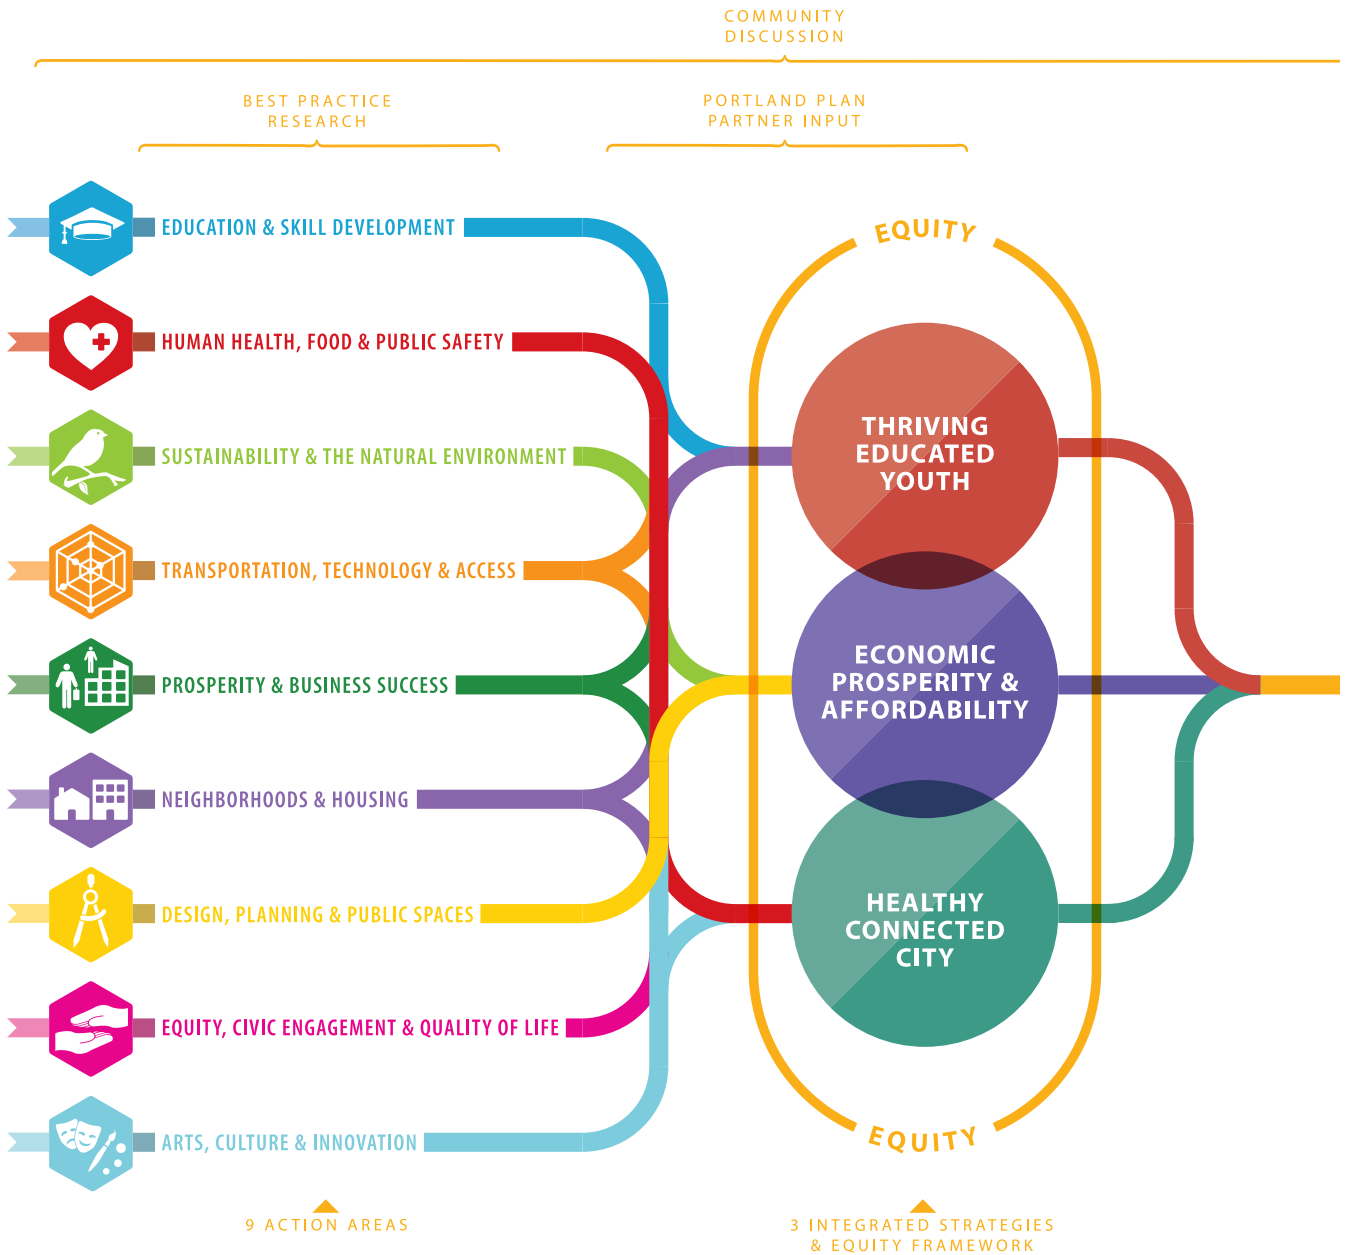 COMMUNITY
DISCUSSION
BEST PRACTICE
RESEARCH
PORTLAND PLAN
PARTNER INPUT
EDUCATION & SKILL DEVELOPMENT
HUMAN HEALTH, FOOD & PUBLIC SAFETY
SUSTAINABILITY & THE NATURAL ENVIRONMENT
TRANSPORTATION, TECHNOLOGY & ACCESS
PROSPERITY & BUSINESS SUCCESS
NEIGHBORHOODS & HOUSING
DESIGN, PLANNING & PUBLIC SPACES
EQUITY, CIVIC ENGAGEMENT & QUALITY OF LIFE
ARTS, CULTURE & INNOVATION
9 ACTION AREAS
EQUITY
THRIVING
EDUCATED
YOUTH
ECONOMIC
PROSPERITY &
AFFORDABILITY
HEALTHY
CONNECTED
CITY
EQUITY
3 INTEGRATED STRATEGIES
& EQUITY FRAMEWORK